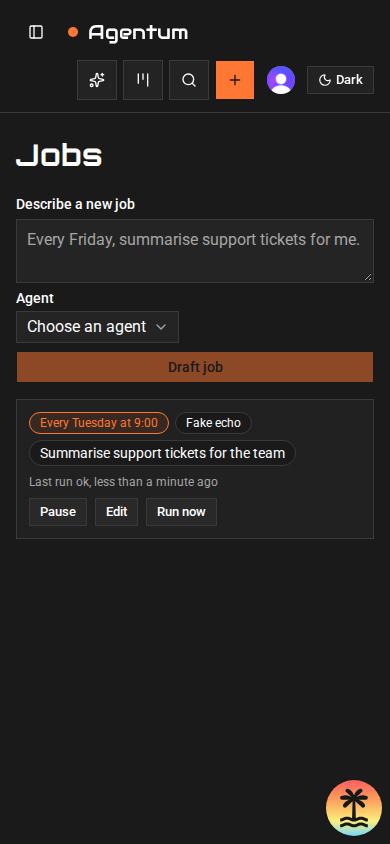 Agentum
Dark
Jobs
Describe a new job
Every Friday, summarise support tickets for me.
Agent
Choose an agent
Draft job
Every Tuesday at 9:00
Fake echo
Summarise support tickets for the team
Last run ok, less than a minute ago
Pause
Edit
Run now